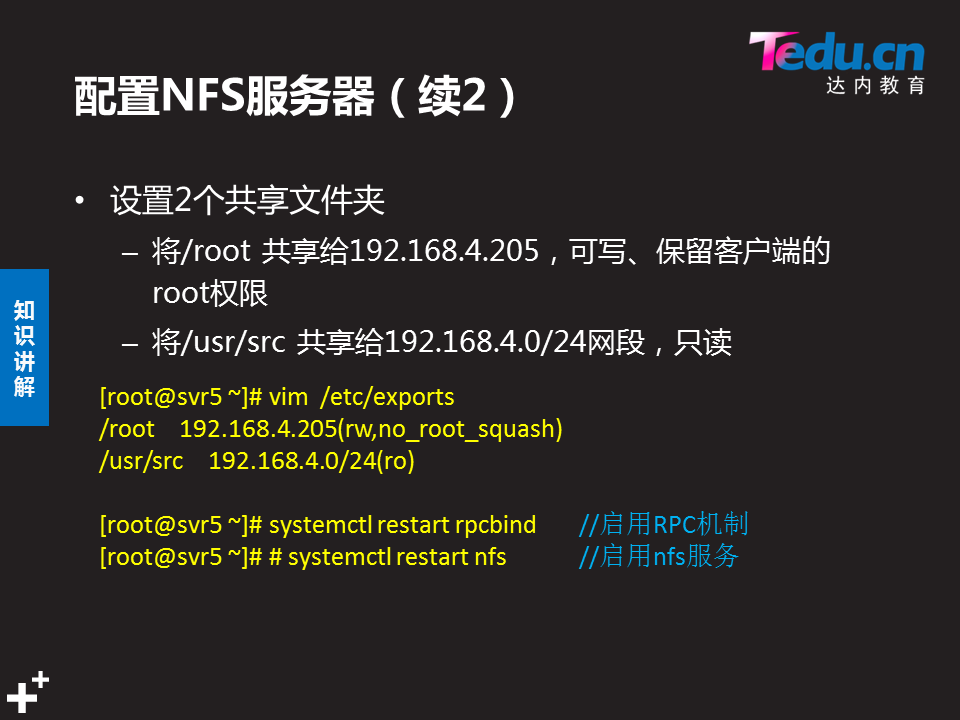 Tedu.cn
达内教育
配置NFS服务器（续2）
• 设置2个共享文件夹
– 将/root 共享给192.168.4.205，可写、保留客户端的
root权限
– 将/usr/src 共享给192.168.4.0/24网段，只读
知
识
讲
解
[root@svr5 ~]# vim /etc/exports
/root 192.168.4.205(rw,no_root_squash)
/usr/src 192.168.4.0/24(ro)
[root@svr5 ~]# systemctl restart rpcbind //启用RPC机制
[root@svr5 ~]# # systemctl restart nfs //启用nfs服务